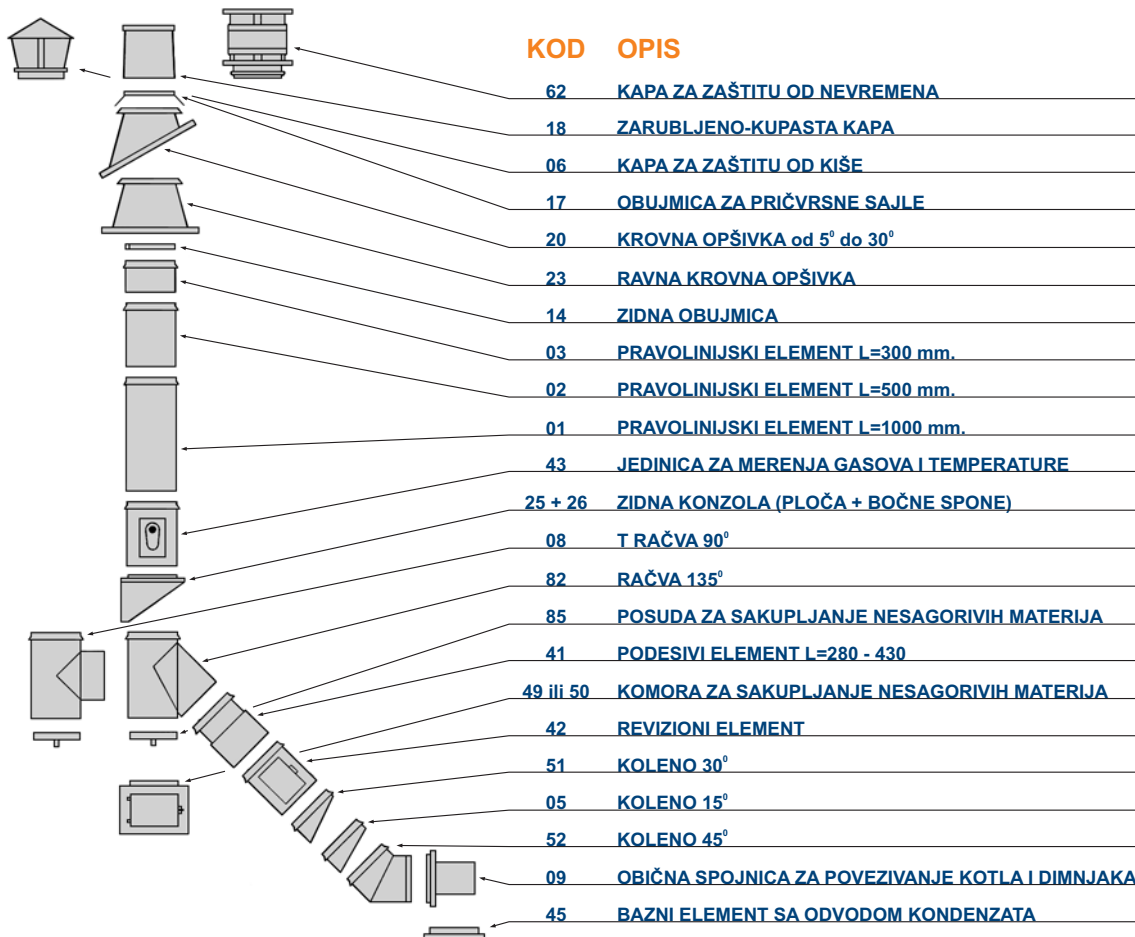 KOD OPIS
62 KAPA ZA ZAŠTITU OD NEVREMENA
18 ZARUBLJENO-KUPASTA KAPA
06 KAPA ZA ZAŠTITU OD KIŠE
17 OBUJMICA ZA PRIČVRSNE SAJLE
20 KROVNA OPŠIVKA od 5⁰ do 30⁰
23 RAVNA KROVNA OPŠIVKA
14 ZIDNA OBUJMICA
03 PRAVOLINIJSKI ELEMENT L=300 mm.
02 PRAVOLINIJSKI ELEMENT L=500 mm.
01 PRAVOLINIJSKI ELEMENT L=1000 mm.
43 JEDINICA ZA MERENJA GASOVA I TEMPERATURE
25 + 26 ZIDNA KONZOLA (PLOČA + BOČNE SPONE)
08 T RAČVA 90⁰
82 RAČVA 135⁰
85 POSUDA ZA SAKUPLJANJE NESAGORIVIH MATERIJA
41 PODESIVI ELEMENT L=280 - 430
49 ili 50 KOMORA ZA SAKUPLJANJE NESAGORIVIH MATERIJA
42 REVIZIONI ELEMENT
51 KOLENO 30⁰
05 KOLENO 15⁰
52 KOLENO 45⁰
09 OBIČNA SPOJNICA ZA POVEZIVANJE KOTLA I DIMNJAKA
45 BAZNI ELEMENT SA ODVODOM KONDENZATA